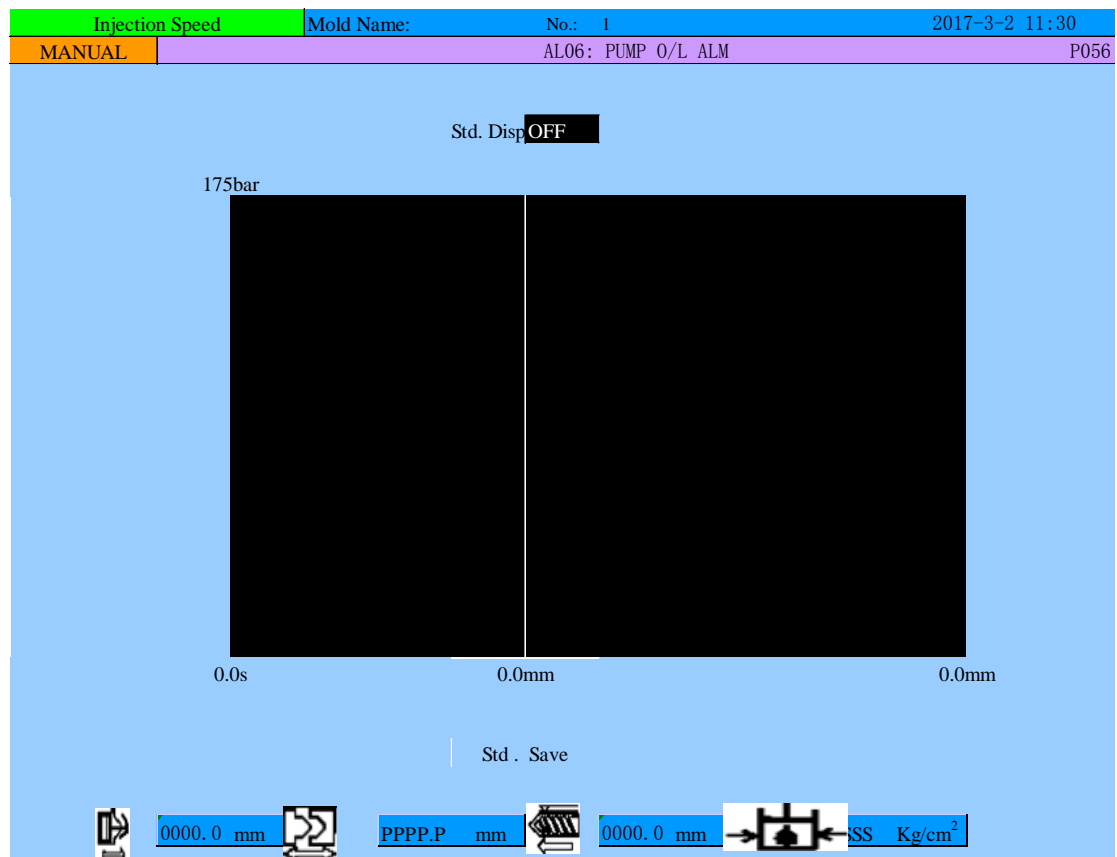 Injection Speed Mold Name: No.: 1 2017-3-2 11:30
MANUAL AL06: PUMP O/L ALM P056
Std. Disp OFF
175bar
0.0s 0.0mm 0.0mm
Std . Save
0000.0 mm PPPP.P mm 0000.0 mm SSS Kg/cm²